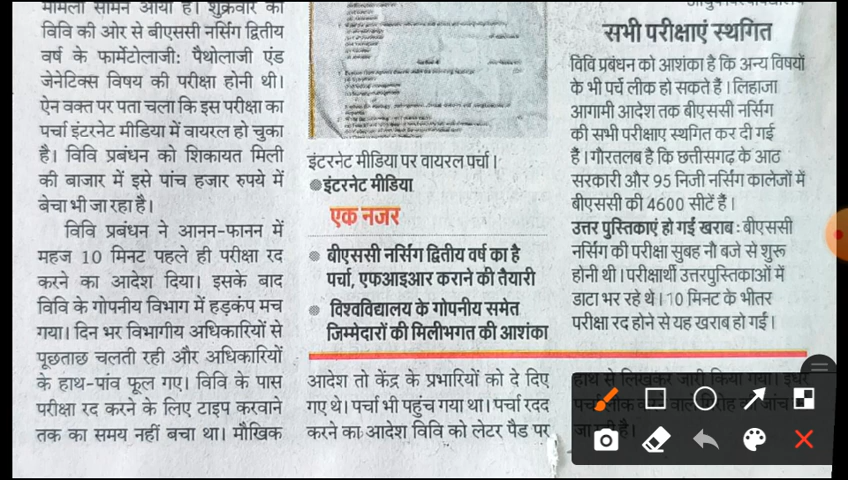 मामला सामने आया है। शुक्रवार को
विवि की ओर से बीएससी नर्सिग द्वितीय
वर्ष के फार्मेटोलाजी: पैथोलाजी एंड
जेनेटिक्स विषय की परीक्षा होनी थी।
ऐन वक्त पर पता चला कि इस परीक्षा का
पर्चा इंटरनेट मीडिया में वायरल हो चुका
है। विवि प्रबंधन को शिकायत मिली
की बाजार में इसे पांच हजार रुपये में
बेचा भी जा रहा है।
विवि प्रबंधन ने आनन-फानन में
महज 10 मिनट पहले ही परीक्षा रद
करने का आदेश दिया। इसके बाद
विवि के गोपनीय विभाग में हड़कंप मच
गया। दिन भर विभागीय अधिकारियों से
पूछताछ चलती रही और अधिकारियों
के हाथ-पांव फूल गए। विवि के पास
परीक्षा रद करने के लिए टाइप करवाने
तक का समय नहीं बचा था। मौखिक
इंटरनेट मीडिया पर वायरल पर्चा।
इंटरनेट मीडिया
एक नजर
बीएससी नर्सिग द्वितीय वर्ष का है
पर्चा, एफआइआर कराने की तैयारी
विश्वविद्यालय के गोपनीय समेत
जिम्मेदारों की मिलीभगत की आशंका
आदेश तो केंद्र के प्रभारियों को दे दिए
गए थे। पर्चा भी पहुंच गया था। पर्चा रदद
करने का आदेश विवि को लेटर पैड पर
सभी परीक्षाएं स्थगित
विवि प्रबंधन को आशंका है कि अन्य विषयों
के भी पर्चे लीक हो सकते हैं। लिहाजा
आगामी आदेश तक बीएससी नर्सिग
की सभी परीक्षाए स्थगित कर दी गई
हैं। गौरतलब है कि छत्तीसगढ़ के आठ
सरकारी और 95 निजी नर्सिग कालेजों में
बीएससी की 4600 सीटें हैं।
उत्तर पुस्तिकाएं हो गईं खराब: बीएससी
नर्सिग की परीक्षा सुबह नौ बजे से शुरू
होनी थी। परीक्षार्थी उत्तरपुस्तिकाओं में
डाटा भर रहे थे। 10 मिनट के भीतर
परीक्षा रद होने से यह खराब हो गईं।
हाथ से लिखकर जारी किया गया। इधर